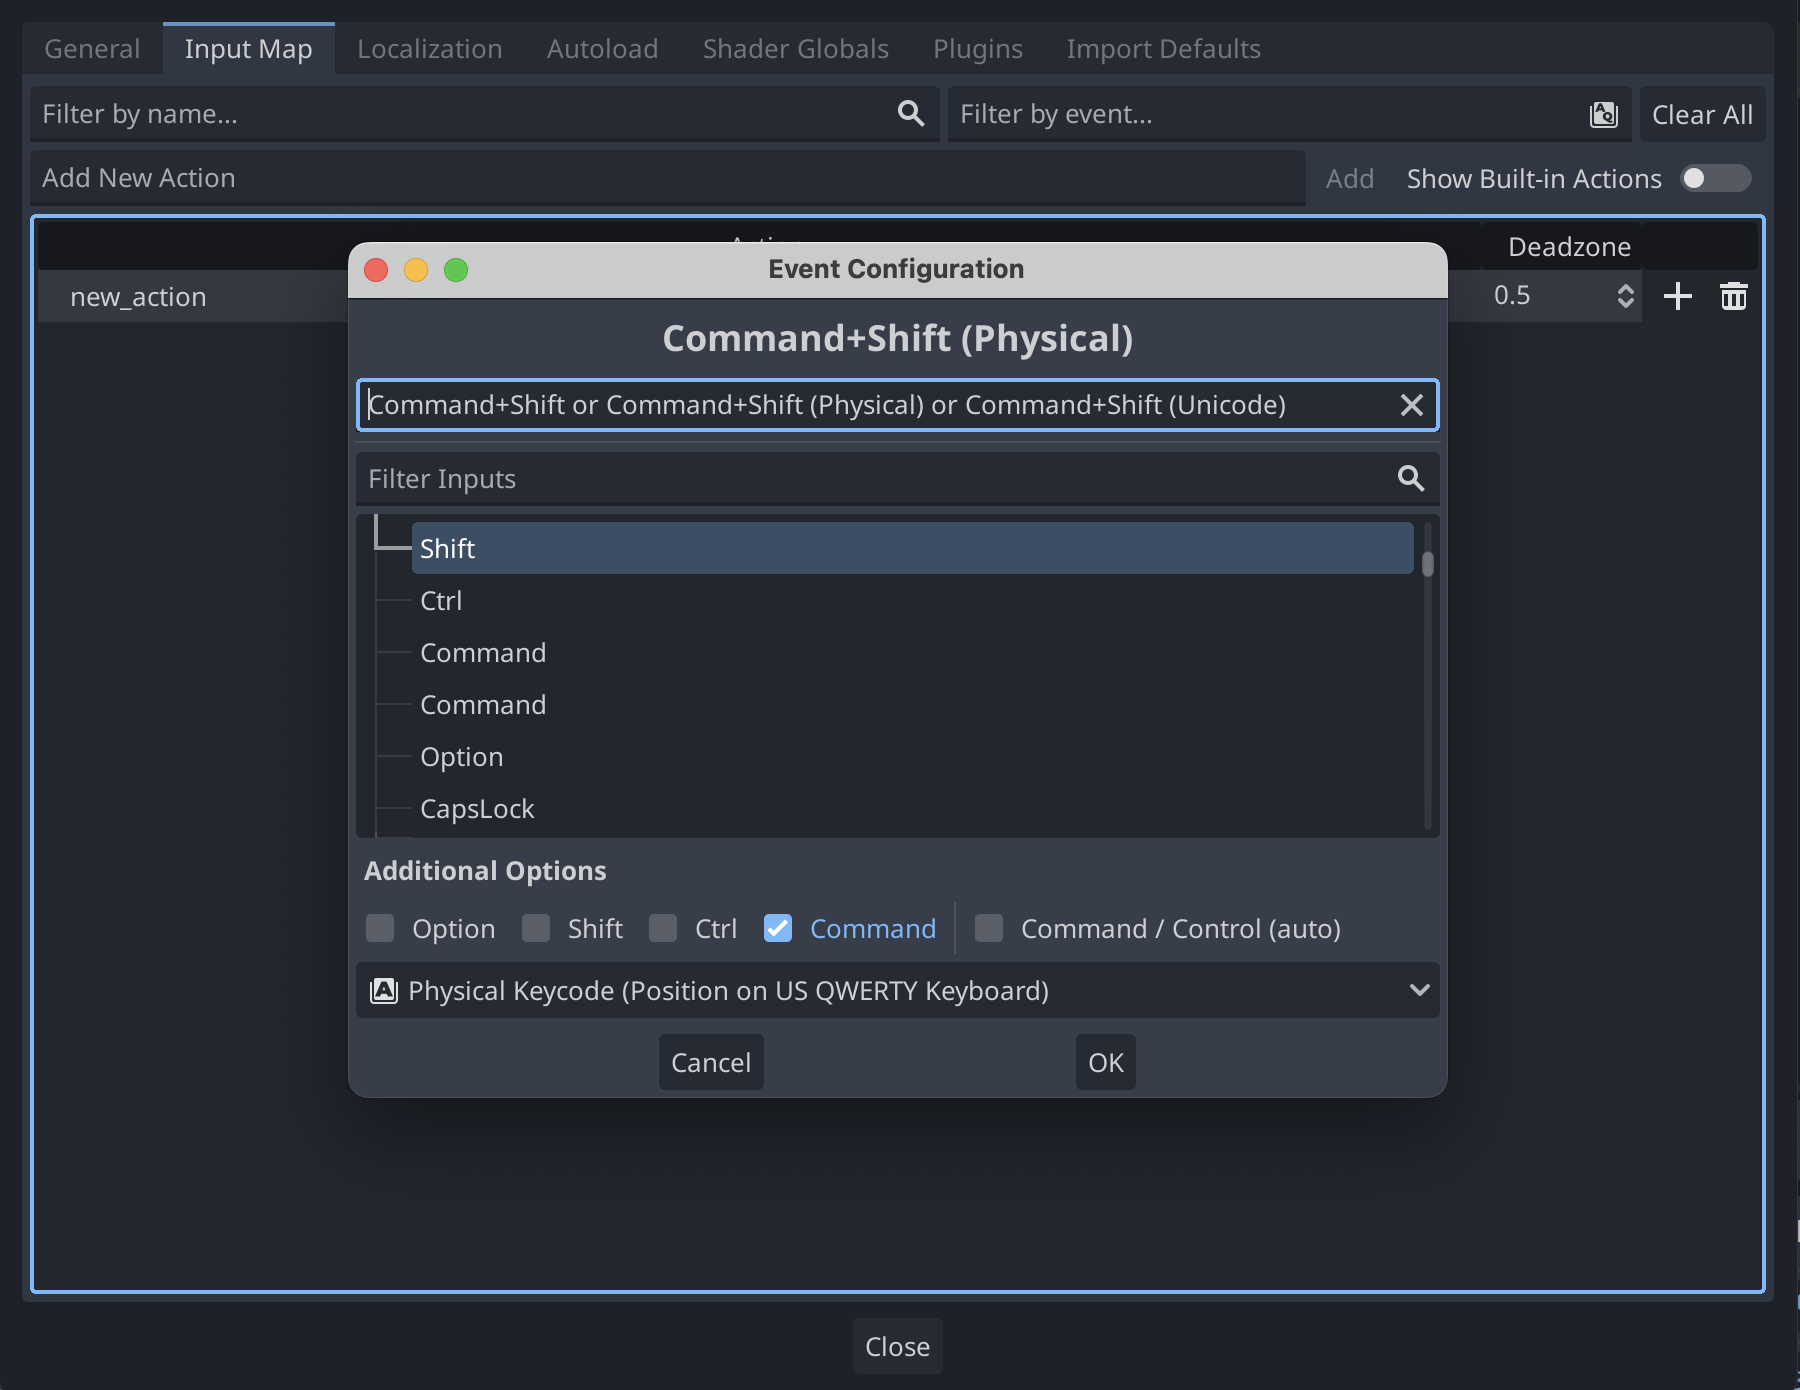 General Input Map Localization Autoload Shader Globals Plugins Import Defaults
Filter by name... Filter by event... Clear All
Add New Action Add Show Built-in Actions
Deadzone
new_action 0.5
Event Configuration
Command+Shift (Physical)
Command+Shift or Command+Shift (Physical) or Command+Shift (Unicode)
Filter Inputs
Shift
Ctrl
Command
Command
Option
CapsLock
Additional Options
Option Shift Ctrl Command Command / Control (auto)
Physical Keycode (Position on US QWERTY Keyboard)
Cancel OK
Close